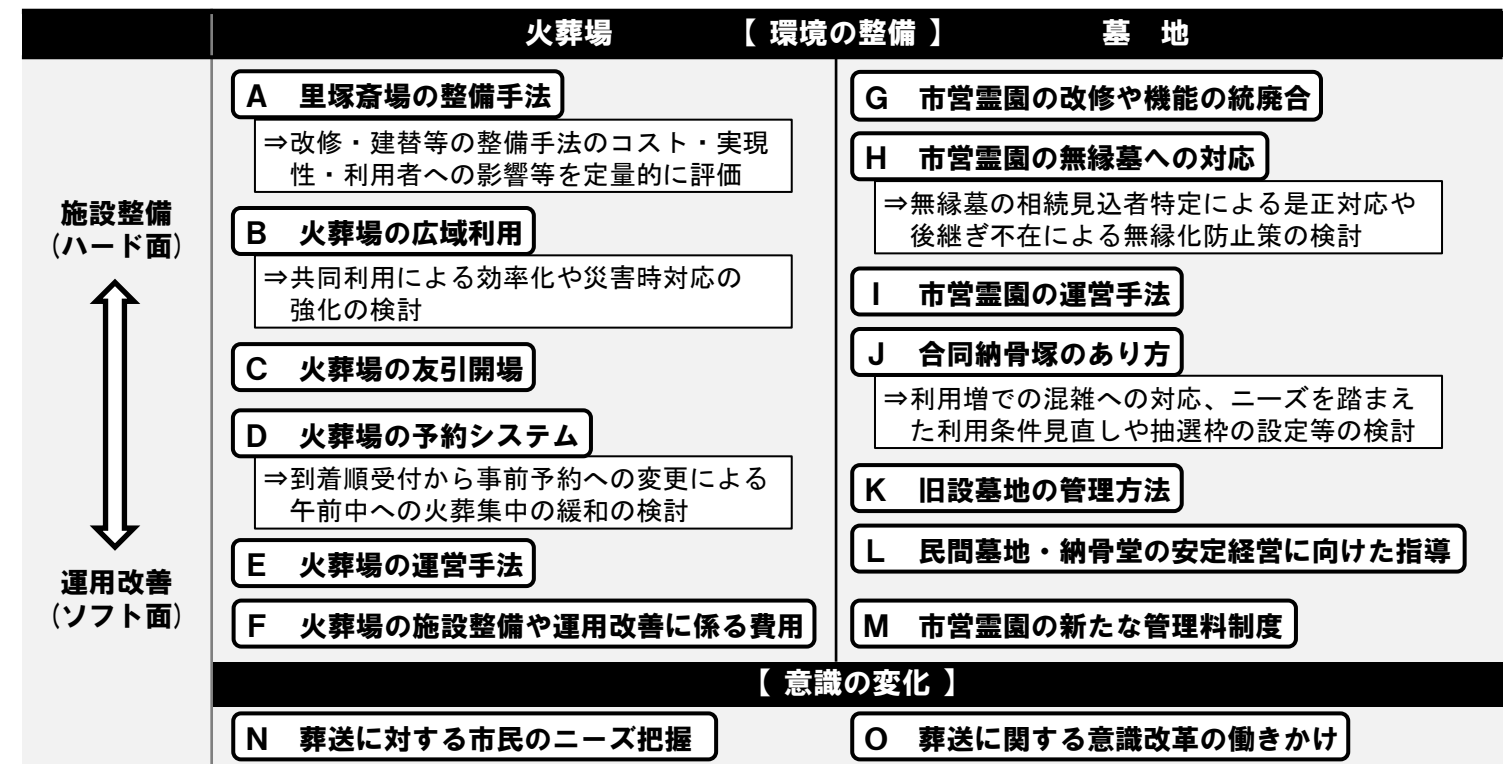 火葬場 【 環境の整備 】 墓 地
施設整備
(ハード面)
運用改善
(ソフト面)
A 里塚斎場の整備手法
⇒改修・建替等の整備手法のコスト・実現
性・利用者への影響等を定量的に評価
B 火葬場の広域利用
⇒共同利用による効率化や災害時対応の
強化の検討
C 火葬場の友引開場
D 火葬場の予約システム
⇒到着順受付から事前予約への変更による
午前中への火葬集中の緩和の検討
E 火葬場の運営手法
F 火葬場の施設整備や運用改善に係る費用
G 市営霊園の改修や機能の統廃合
H 市営霊園の無縁墓への対応
⇒無縁墓の相続見込者特定による是正対応や
後継ぎ不在による無縁化防止策の検討
I 市営霊園の運営手法
J 合同納骨塚のあり方
⇒利用増での混雑への対応、ニーズを踏まえ
た利用条件見直しや抽選枠の設定等の検討
K 旧設墓地の管理方法
L 民間墓地・納骨堂の安定経営に向けた指導
M 市営霊園の新たな管理料制度
【 意識の変化 】
N 葬送に対する市民のニーズ把握
O 葬送に関する意識改革の働きかけ